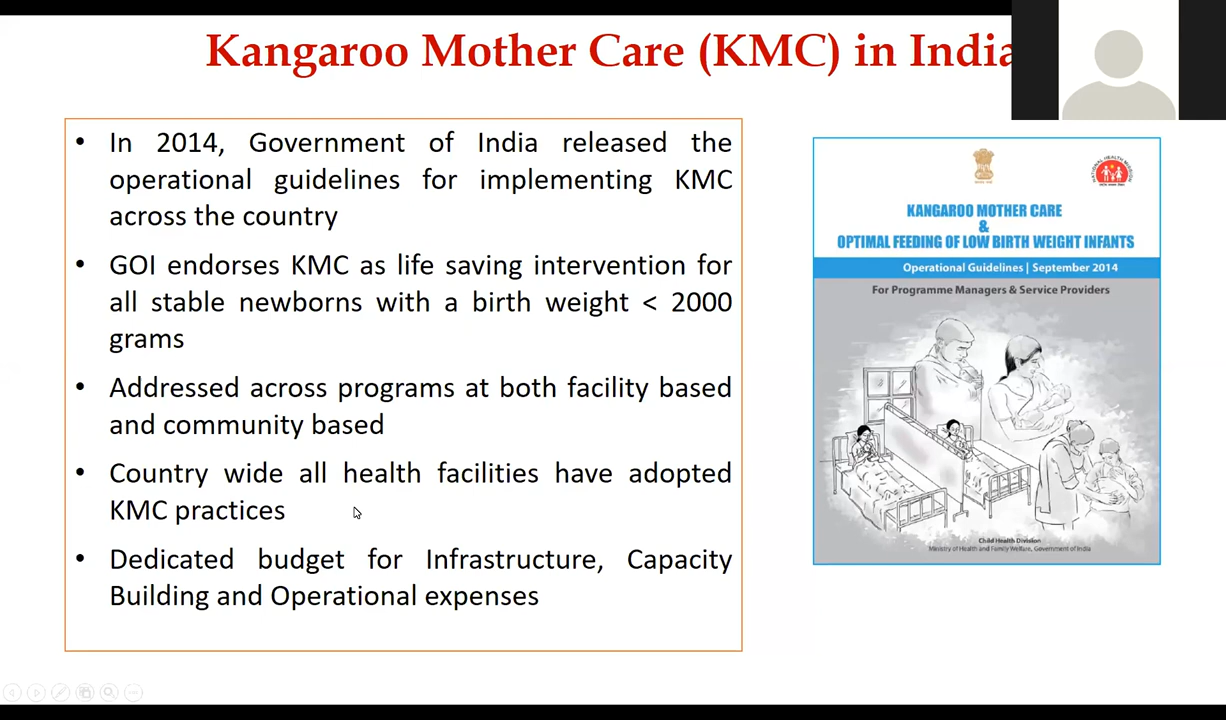 Kangaroo Mother Care (KMC) in India
• In 2014, Government of India released the
operational guidelines for implementing KMC
across the country
• GOI endorses KMC as life saving intervention for
all stable newborns with a birth weight < 2000
grams
• Addressed across programs at both facility based
and community based
• Country wide all health facilities have adopted
KMC practices
• Dedicated budget for Infrastructure, Capacity
Building and Operational expenses
NATIONAL HEALTH MISSION
KANGAROO MOTHER CARE
&
OPTIMAL FEEDING OF LOW BIRTH WEIGHT INFANTS
Operational Guidelines | September 2014
For Programme Managers & Service Providers
Child Health Division
Ministry of Health and Family Welfare, Government of India